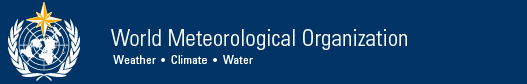 World Meteorological Organization
Weather • Climate • Water